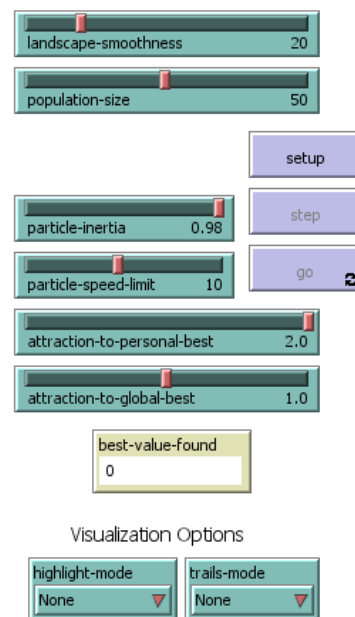 landscape-smoothness 20
population-size 50
setup
step
particle-inertia 0.98
go
particle-speed-limit 10
attraction-to-personal-best 2.0
attraction-to-global-best 1.0
best-value-found
0
Visualization Options
highlight-mode trails-mode
None None